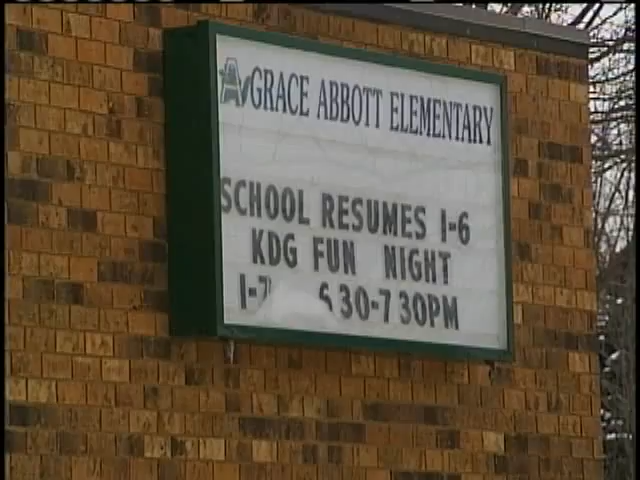 GRACE ABBOTT ELEMENTARY
SCHOOL RESUMES 1-6
KDG FUN NIGHT
1-7 6 30-7 30PM